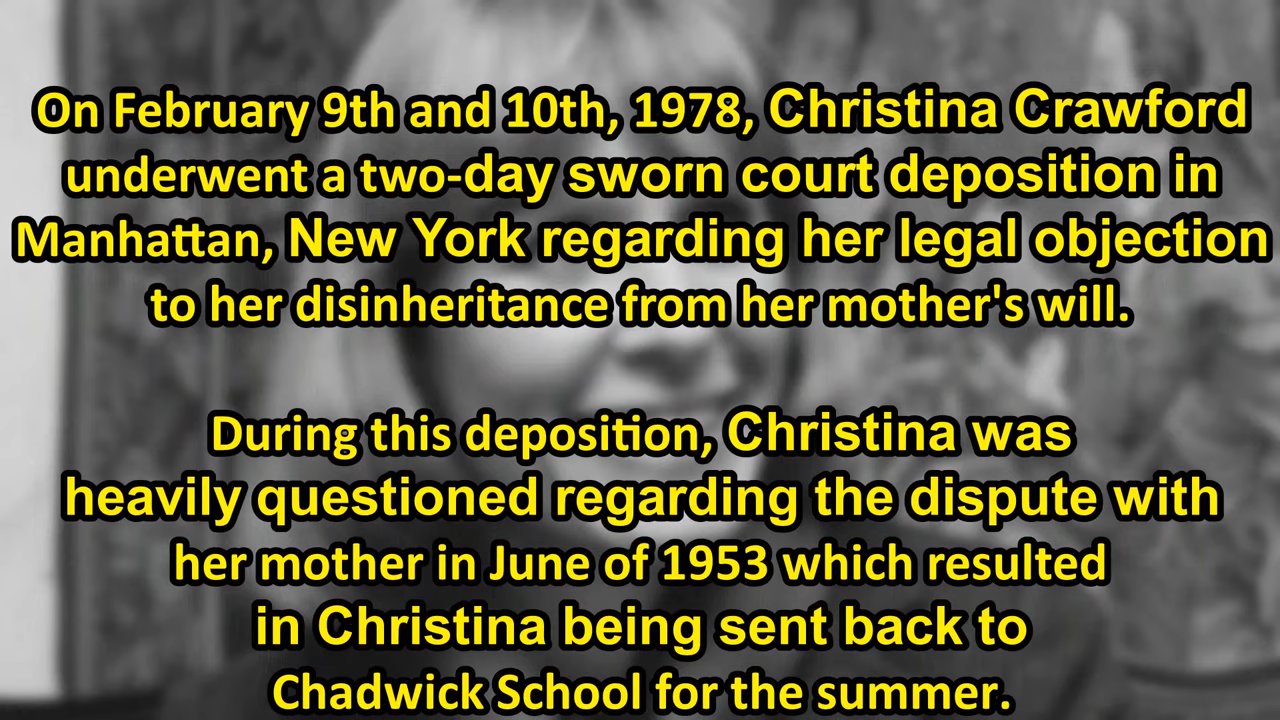 On February 9th and 10th, 1978, Christina Crawford
underwent a two-day sworn court deposition in
Manhattan, New York regarding her legal objection
to her disinheritance from her mother's will.
During this deposition, Christina was
heavily questioned regarding the dispute with
her mother in June of 1953 which resulted
in Christina being sent back to
Chadwick School for the summer.